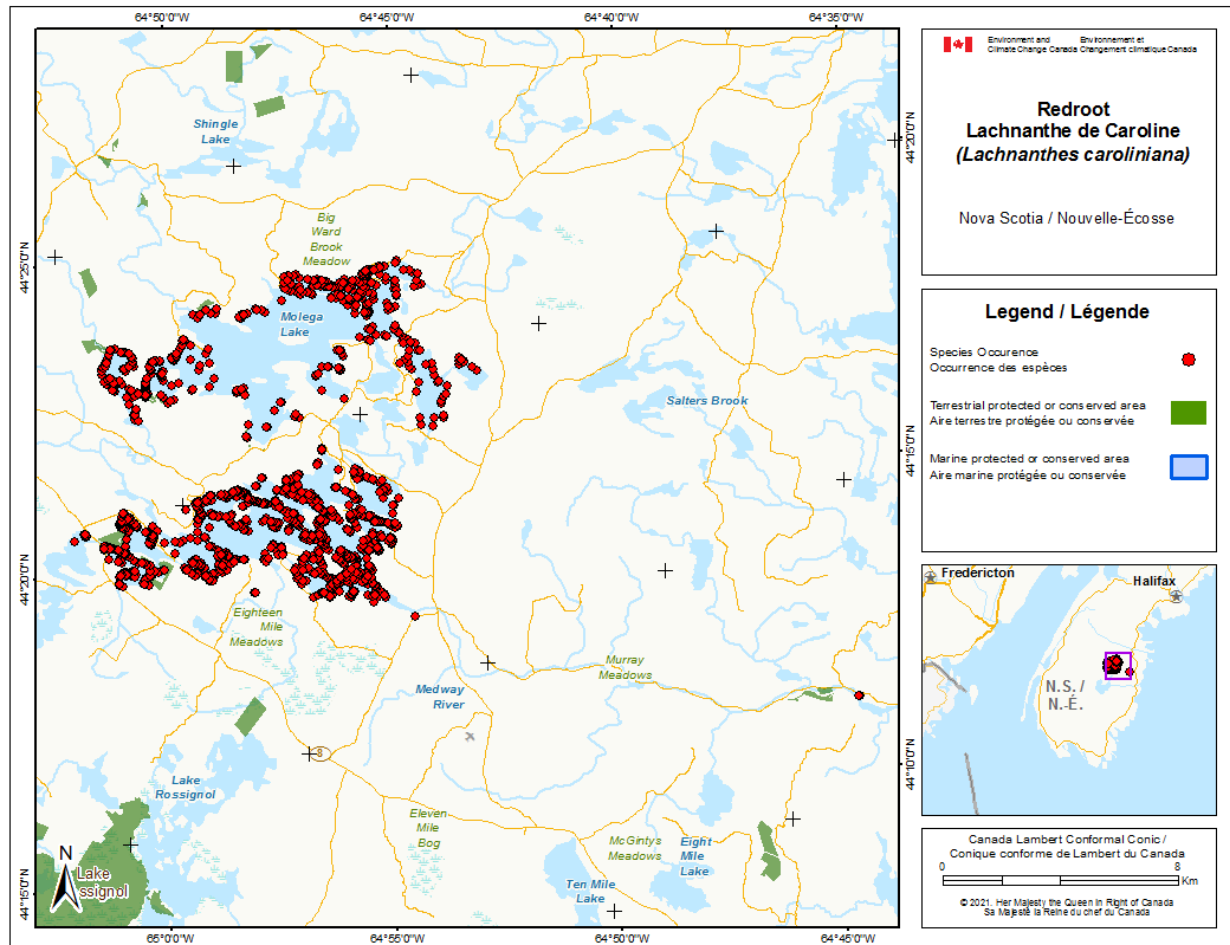 64°50'0"W
64°45'0"W
64°40'0"W
64°35'0"W
44°25'0"N
44°20'0"N
44°15'0"N
44°20'0"N
44°15'0"N
44°10'0"N
65°0'0"W
64°55'0"W
64°50'0"W
64°45'0"W
Shingle
Lake
Big
Ward
Brook
Meadow
Molega
Lake
Salters Brook
Eighteen
Mile
Meadows
Murray
Meadows
Medway
River
8
Lake
Rossignol
Eleven
Mile
Bog
McGintys
Meadows
Eight
Mile
Lake
Ten Mile
Lake
N
Lake
ssignol
Environment and
Climate Change Canada
Environnement et
Changement climatique Canada
Redroot
Lachnanthe de Caroline
(Lachnanthes caroliniana)
Nova Scotia / Nouvelle-Écosse
Legend / Légende
Species Occurence
Occurrence des espèces
Terrestrial protected or conserved area
Aire terrestre protégée ou conservée
Marine protected or conserved area
Aire marine protégée ou conservée
Fredericton
Halifax
N.S. /
N.-É.
Canada Lambert Conformal Conic /
Conique conforme de Lambert du Canada
0 8
Km
© 2021. Her Majesty the Queen in Right of Canada
Sa Majesté la Reine du chef du Canada